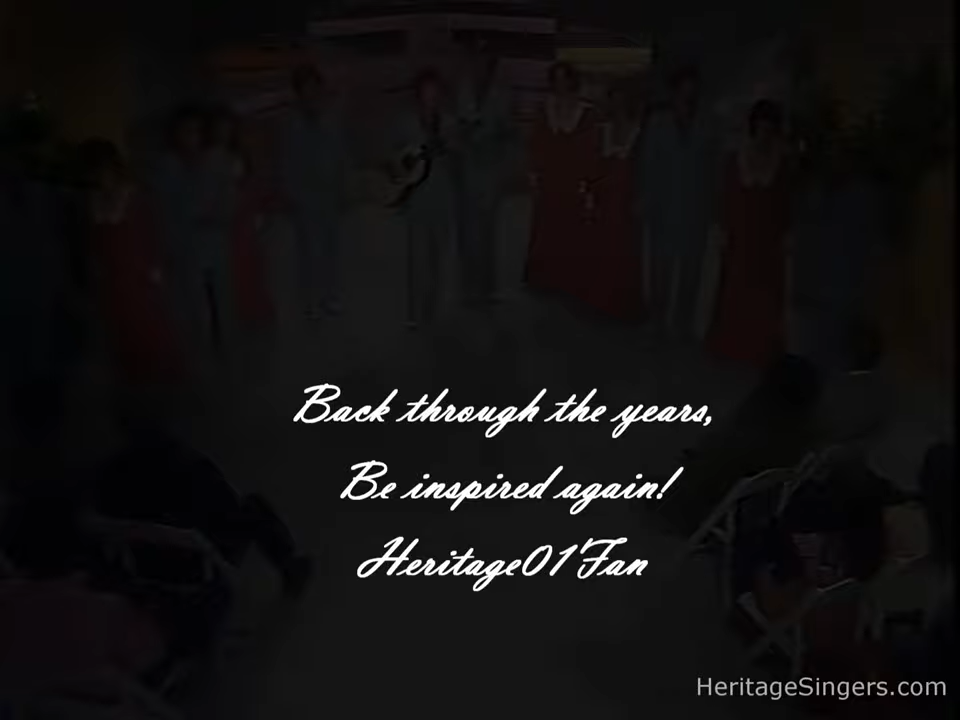 Back through the years,
Be inspired again!
Heritage01Fan
HeritageSingers.com